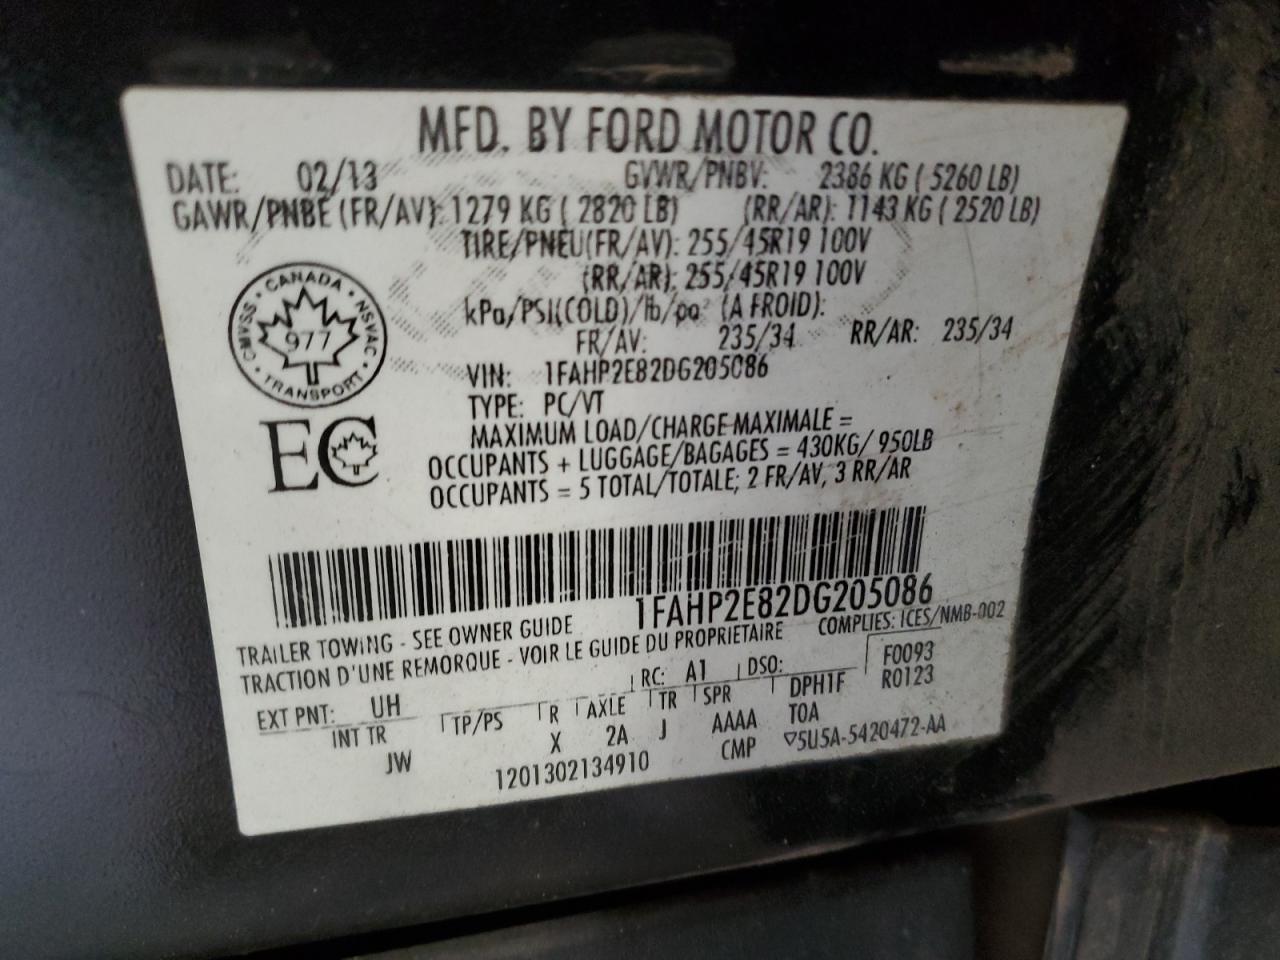 MFD. BY FORD MOTOR CO.
DATE: 02/13 GVWR/PNBV: 2386 KG ( 5260 LB)
GAWR/PNBE (FR/AV): 1279 KG ( 2820 LB) (RR/AR): 1143 KG ( 2520 LB)
TIRE/PNEU(FR/AV): 255/45R19 100V
(RR/AR): 255/45R19 100V
kPa/PSI(COLD)/lb/po² (A FROID):
FR/AV: 235/34 RR/AR: 235/34
CANADA
CMVSS NSVAC
977
TRANSPORT
VIN: 1FAHP2E82DG205086
TYPE: PC/VT
EC
MAXIMUM LOAD/CHARGE MAXIMALE =
OCCUPANTS + LUGGAGE/BAGAGES = 430KG/ 950LB
OCCUPANTS = 5 TOTAL/TOTALE; 2 FR/AV, 3 RR/AR
1FAHP2E82DG205086
TRAILER TOWING - SEE OWNER GUIDE COMPLIES: ICES/NMB-002
TRACTION D'UNE REMORQUE - VOIR LE GUIDE DU PROPRIETAIRE
EXT PNT: UH RC: A1 DSO: F0093
R0123
INT TR TP/PS R AXLE TR SPR DPH1F
JW X 2A J AAAA TOA
1201302134910 CMP 5U5A-5420472-AA